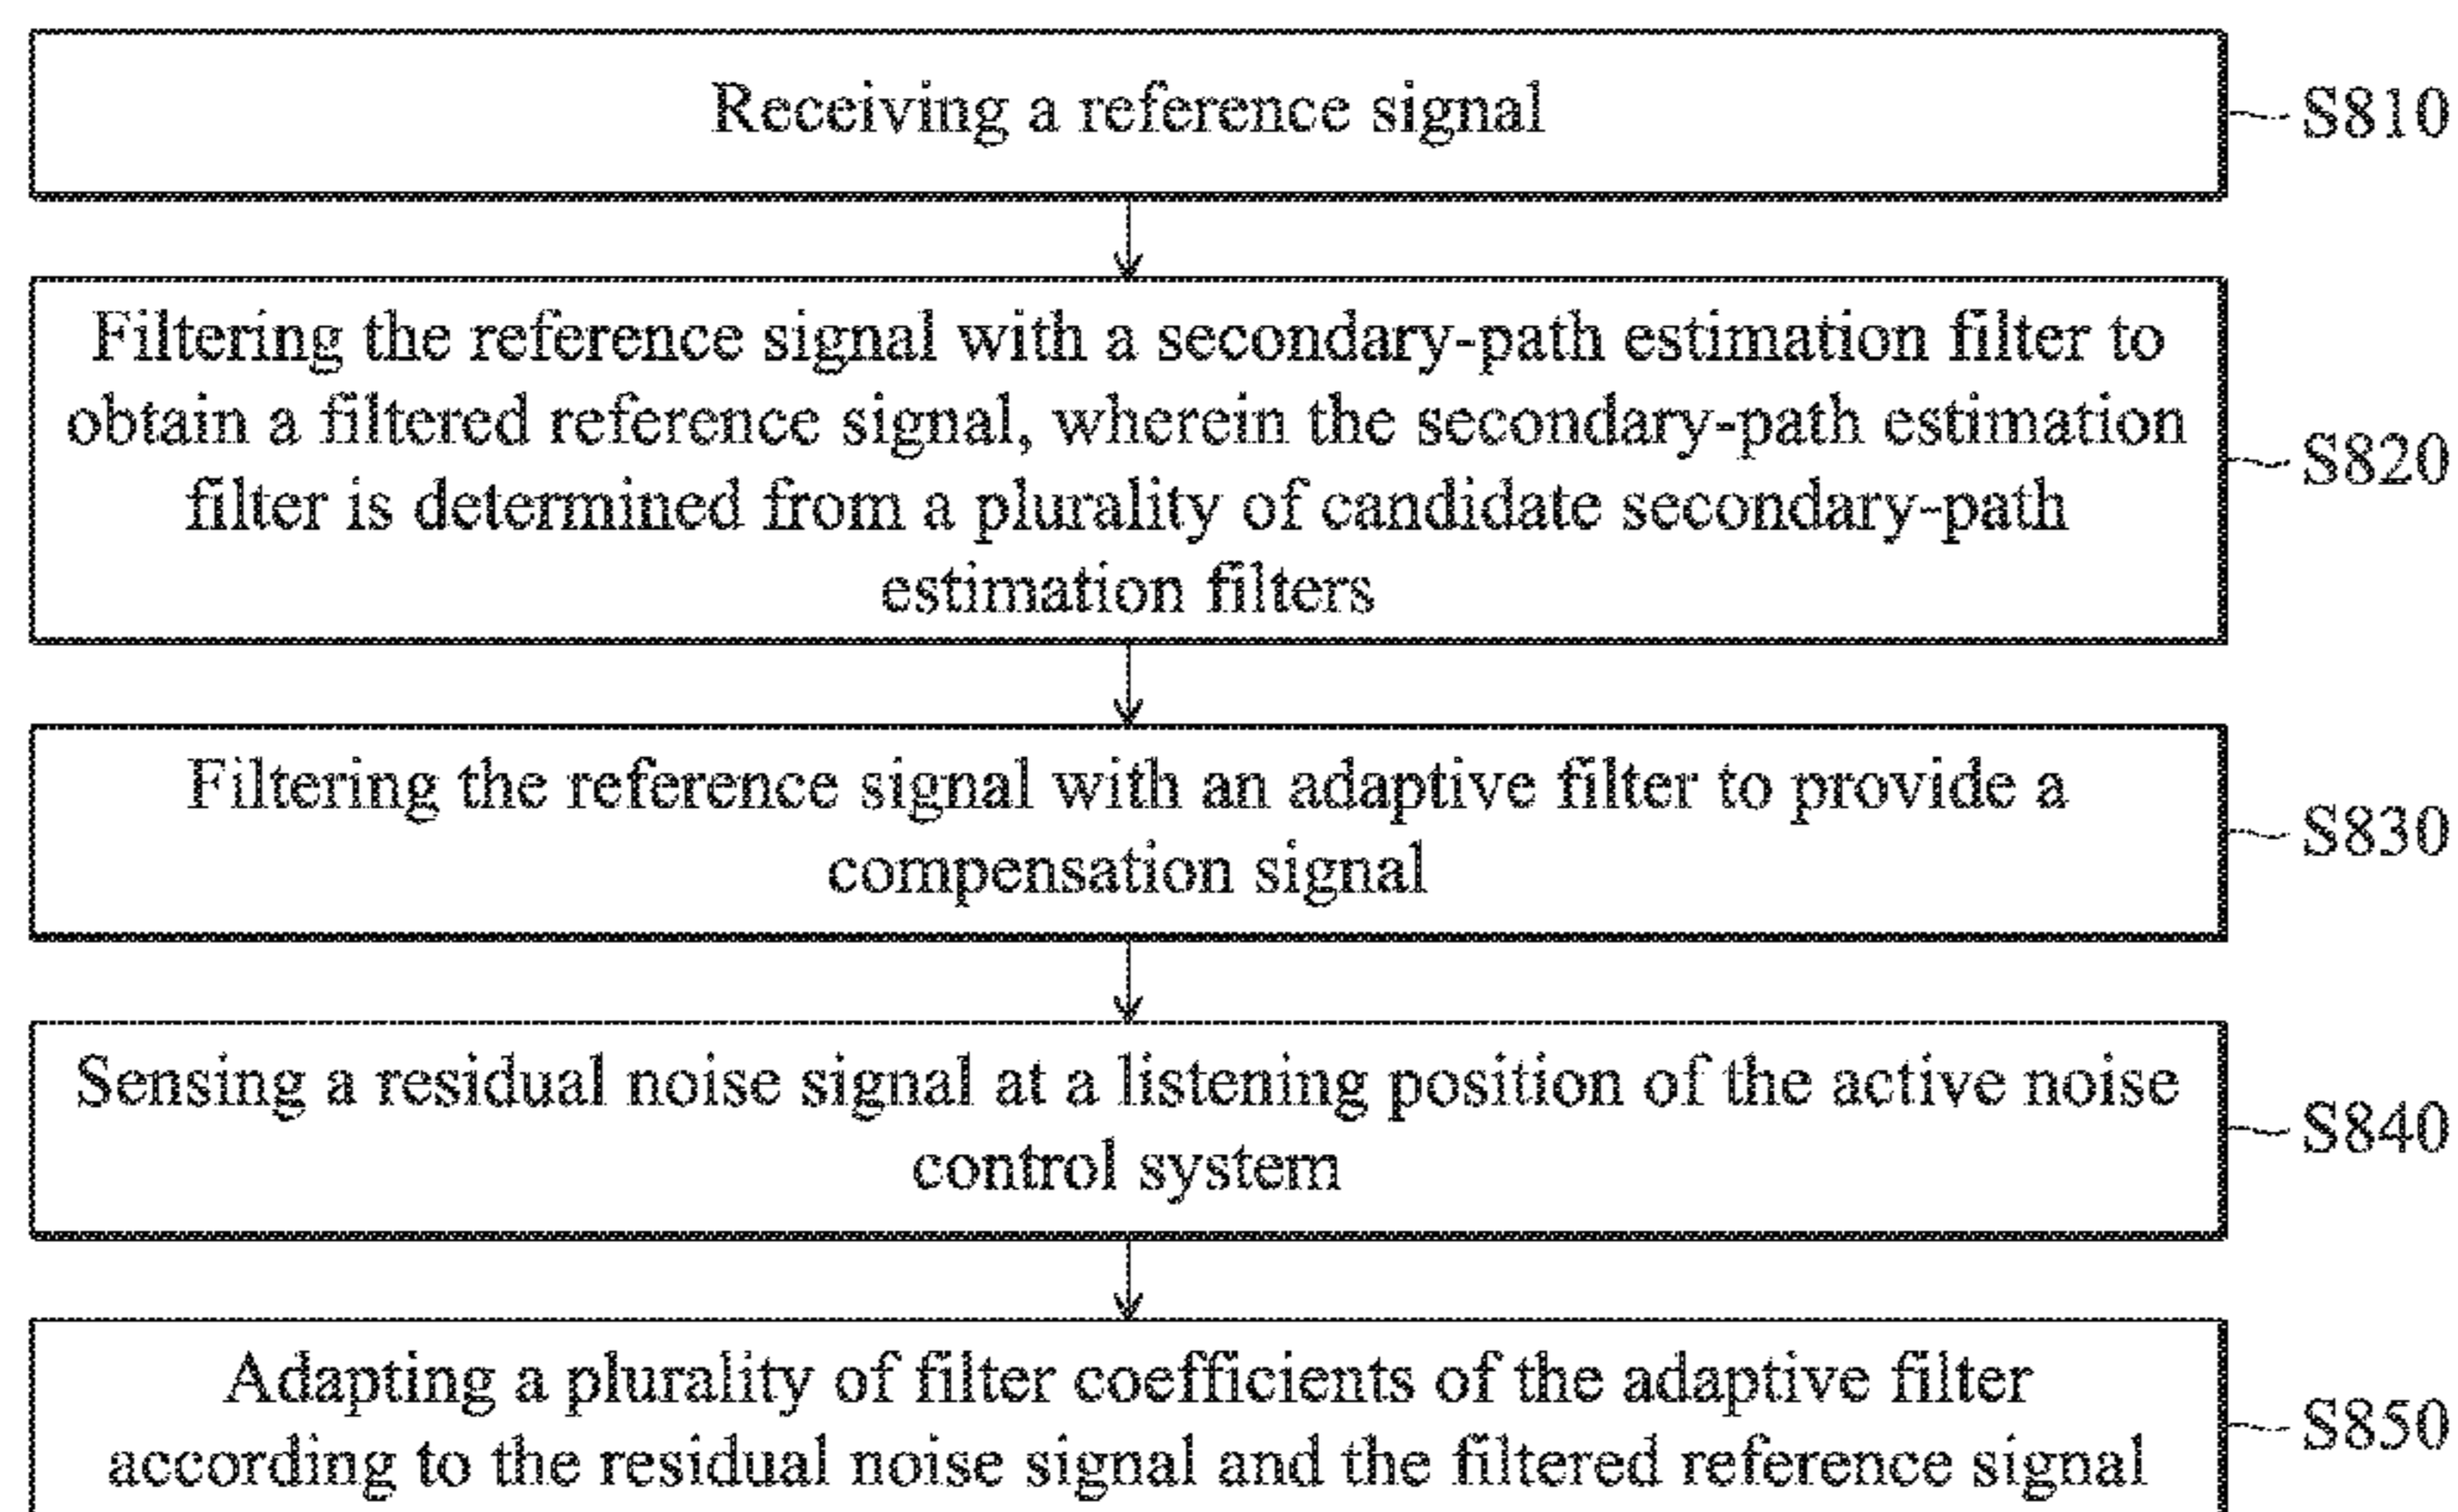 Receiving a reference signal
S810
Filtering the reference signal with a secondary-path estimation filter to
obtain a filtered reference signal, wherein the secondary-path estimation
filter is determined from a plurality of candidate secondary-path
estimation filters
S820
Filtering the reference signal with an adaptive filter to provide a
compensation signal
S830
Sensing a residual noise signal at a listening position of the active noise
control system
S840
Adapting a plurality of filter coefficients of the adaptive filter
according to the residual noise signal and the filtered reference signal
S850